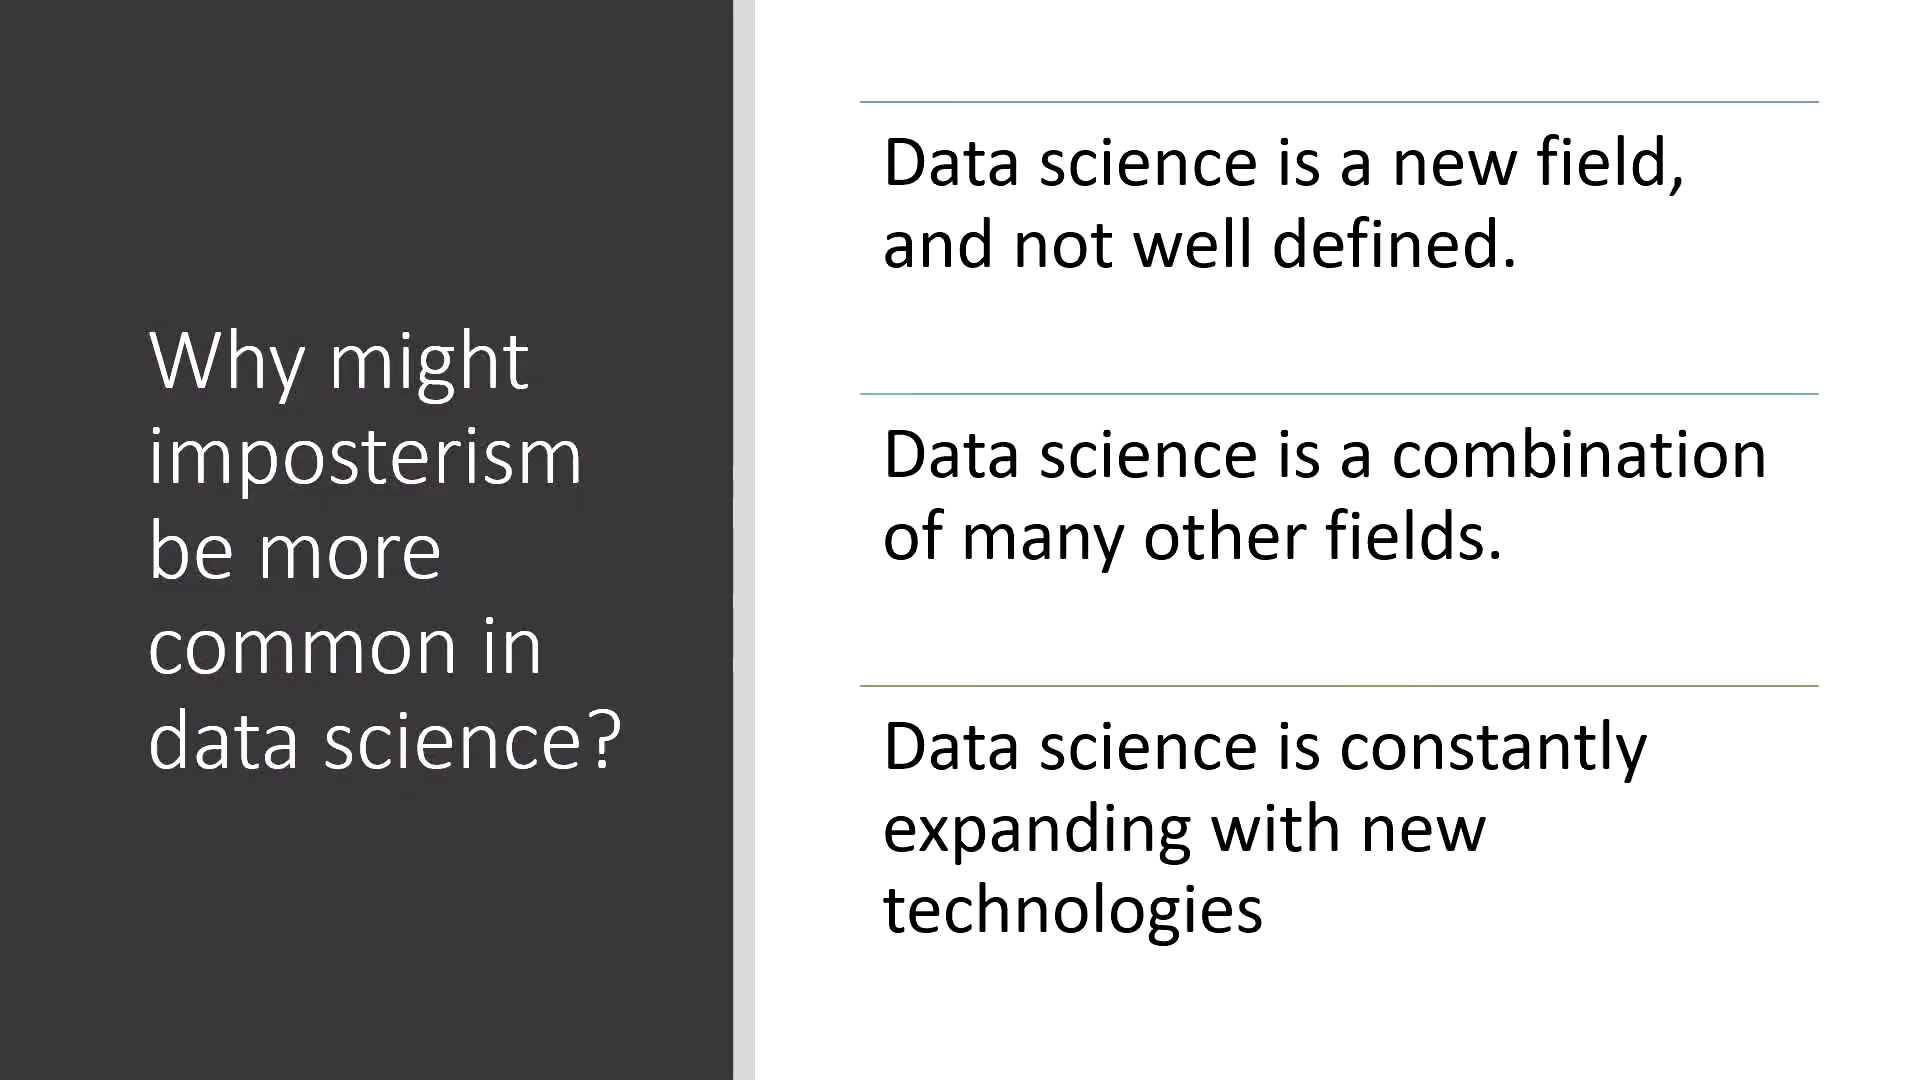 Why might
imposterism
be more
common in
data science?
Data science is a new field,
and not well defined.
Data science is a combination
of many other fields.
Data science is constantly
expanding with new
technologies